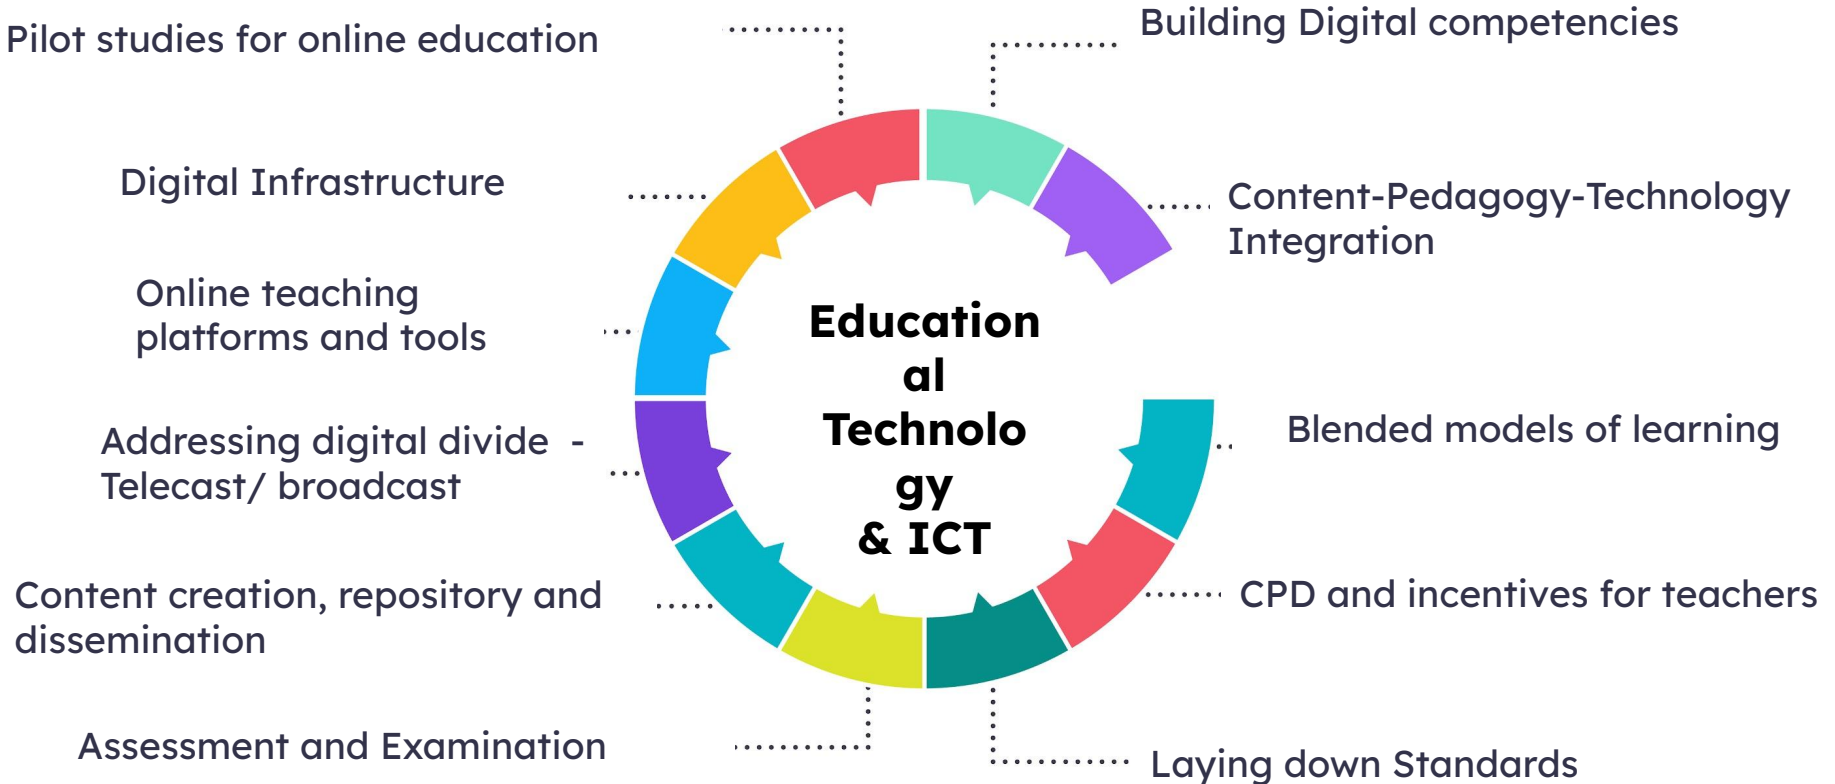 Pilot studies for online education
Building Digital competencies
Digital Infrastructure
Content-Pedagogy-Technology
Integration
Online teaching
platforms and tools
Education
al
Technolo
gy
& ICT
Addressing digital divide  -
Telecast/ broadcast
Blended models of learning
Content creation, repository and
dissemination
CPD and incentives for teachers
Assessment and Examination
Laying down Standards